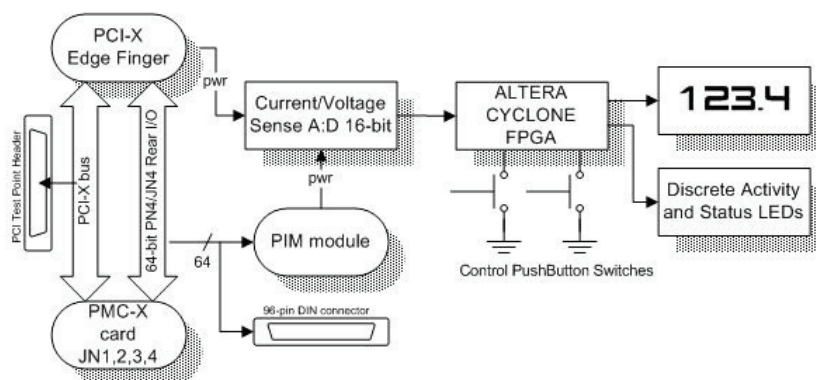 PCI-X
Edge Finger
pwr
Current/Voltage
Sense A:D 16-bit
ALTERA
CYCLONE
FPGA
123.4
PCI Test Point Header
PCI-X bus
64-bit PN4/JN4 Rear I/O
pwr
Discrete Activity
and Status LEDs
64
PIM module
Control PushButton Switches
96-pin DIN connector
PMC-X
card
JN1,2,3,4